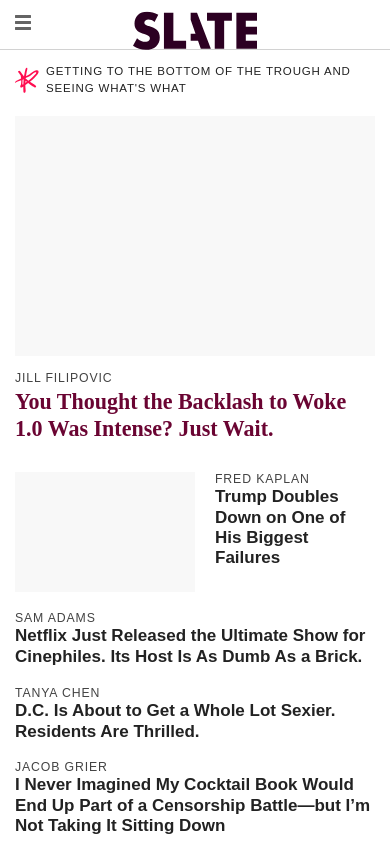 SLATE
GETTING TO THE BOTTOM OF THE TROUGH AND
SEEING WHAT'S WHAT
JILL FILIPOVIC
You Thought the Backlash to Woke
1.0 Was Intense? Just Wait.
FRED KAPLAN
Trump Doubles
Down on One of
His Biggest
Failures
SAM ADAMS
Netflix Just Released the Ultimate Show for
Cinephiles. Its Host Is As Dumb As a Brick.
TANYA CHEN
D.C. Is About to Get a Whole Lot Sexier.
Residents Are Thrilled.
JACOB GRIER
I Never Imagined My Cocktail Book Would
End Up Part of a Censorship Battle—but I’m
Not Taking It Sitting Down